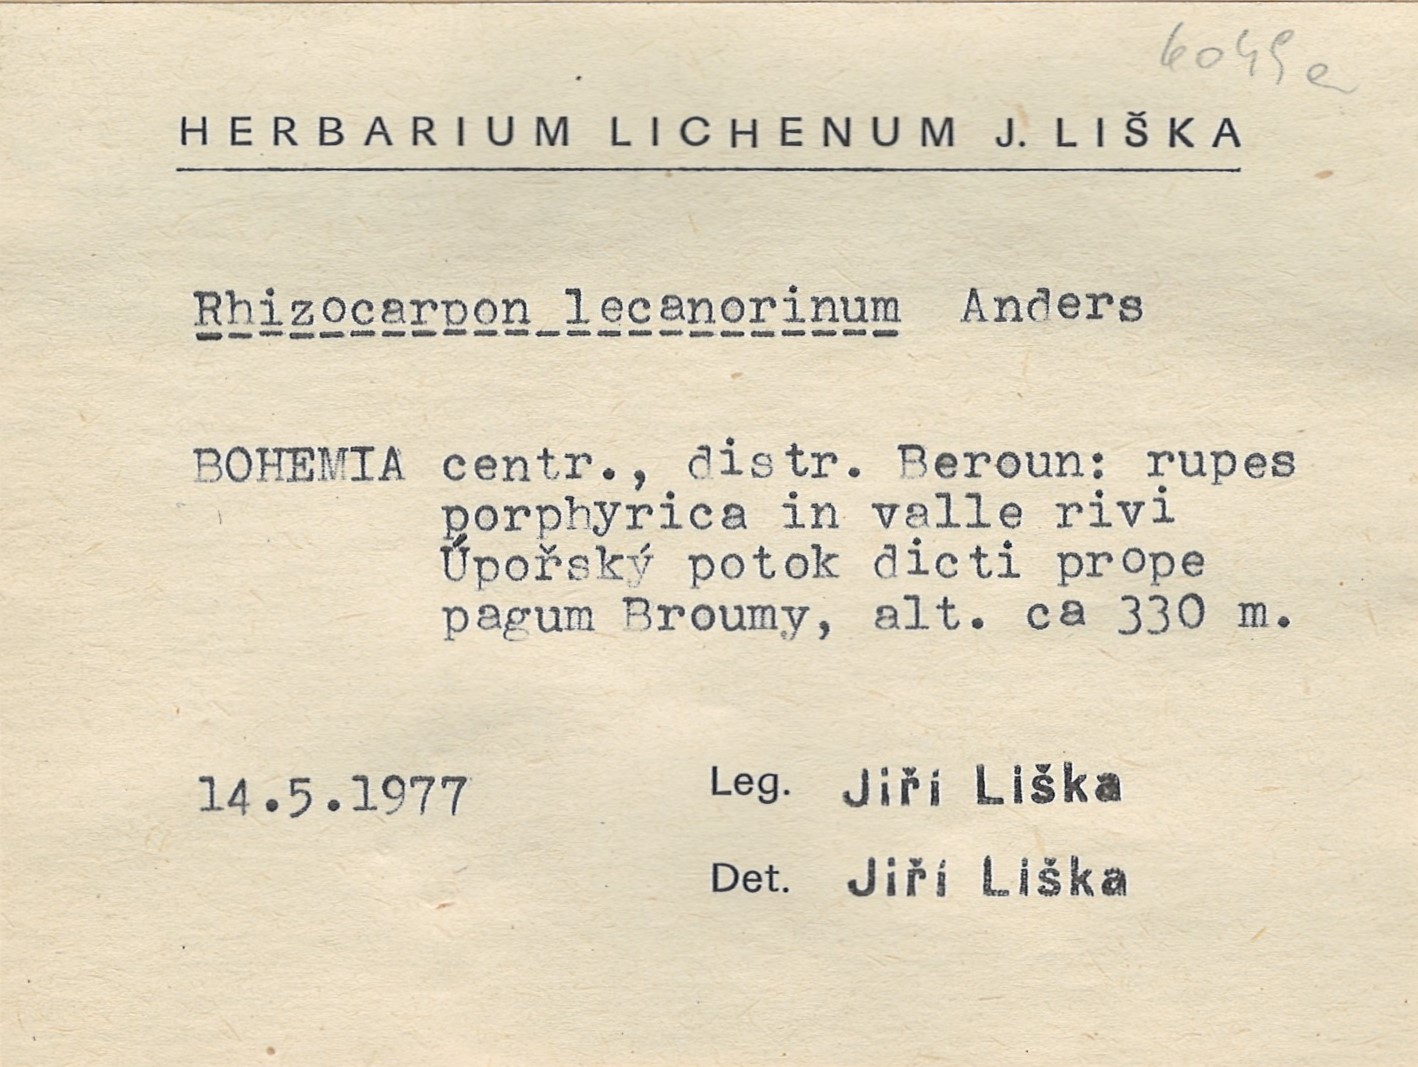 HERBARIUM LICHENUM J. LIŠKA
Rhizocarpon lecanorinum Anders
BOHEMIA centr., distr. Beroun: rupes
porphyrica in valle rivi
Úpořský potok dicti prope
pagum Broumy, alt. ca 330 m.
14.5.1977 Leg. Jiří Liška
Det. Jiří Liška